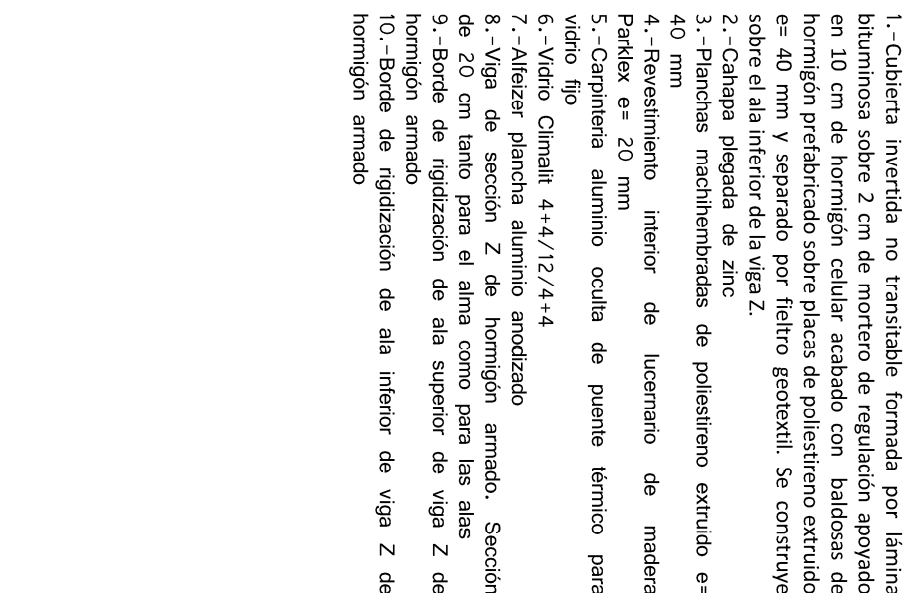 1.-Cubierta invertida no transitable formada por lámina
bituminosa sobre 2 cm de mortero de regulación apoyado
en 10 cm de hormigón celular acabado con baldosas de
hormigón prefabricado sobre placas de poliestireno extruido
e= 40 mm y separado por fieltro geotextil. Se construye
sobre el ala inferior de la viga Z.
2.-Cahapa plegada de zinc
3.-Planchas machihembradas de poliestireno extruido e=
40 mm
4.-Revestimiento interior de lucernario de madera
Parklex e= 20 mm
5.-Carpinteria aluminio oculta de puente térmico para
vidrio fijo
6.-Vidrio Climalit 4+4/12/4+4
7.-Alfeizer plancha aluminio anodizado
8.-Viga de sección Z de hormigón armado. Sección
de 20 cm tanto para el alma como para las alas
9.-Borde de rigidización de ala superior de viga Z de
hormigón armado
10.-Borde de rigidización de ala inferior de viga Z de
hormigón armado